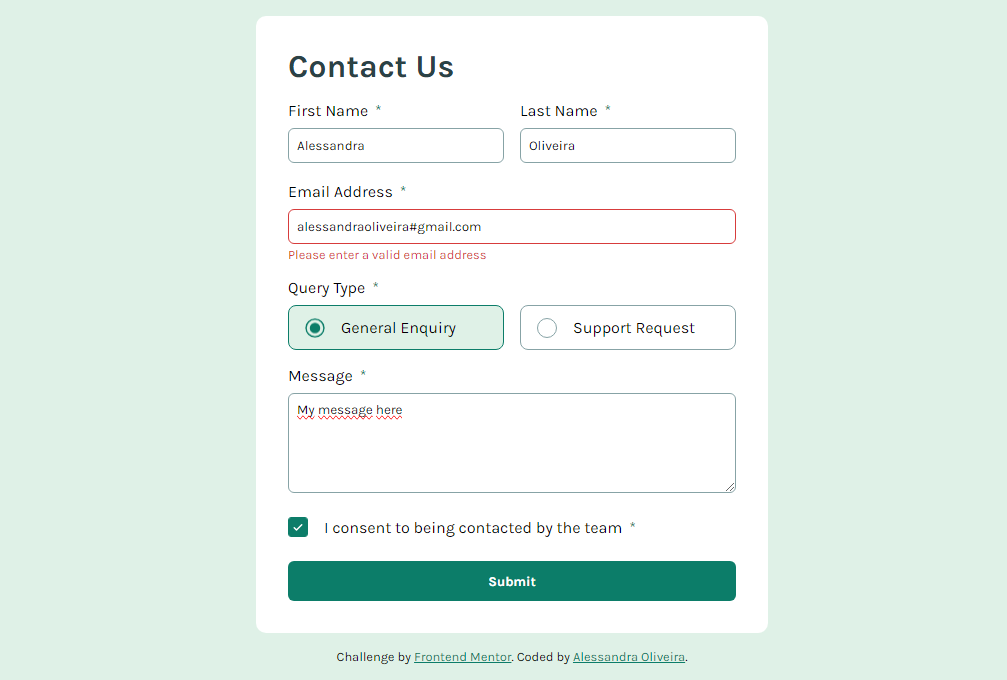 Contact Us
First Name * Last Name *
Alessandra Oliveira
Email Address *
alessandraoliveira#gmail.com
Please enter a valid email address
Query Type *
General Enquiry Support Request
Message *
My message here
I consent to being contacted by the team *
Submit
Challenge by Frontend Mentor. Coded by Alessandra Oliveira.